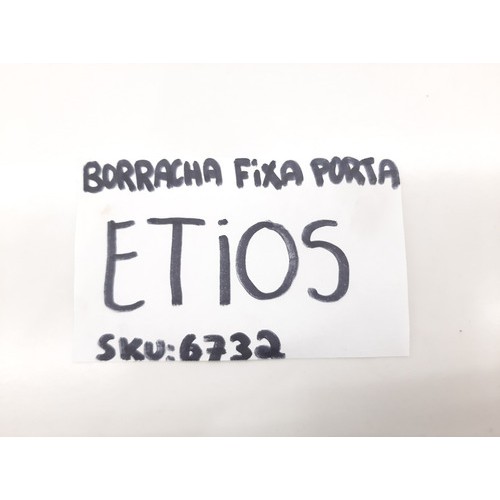 BORRACHA FiXA PORTA
ETiOS
SKU:6732